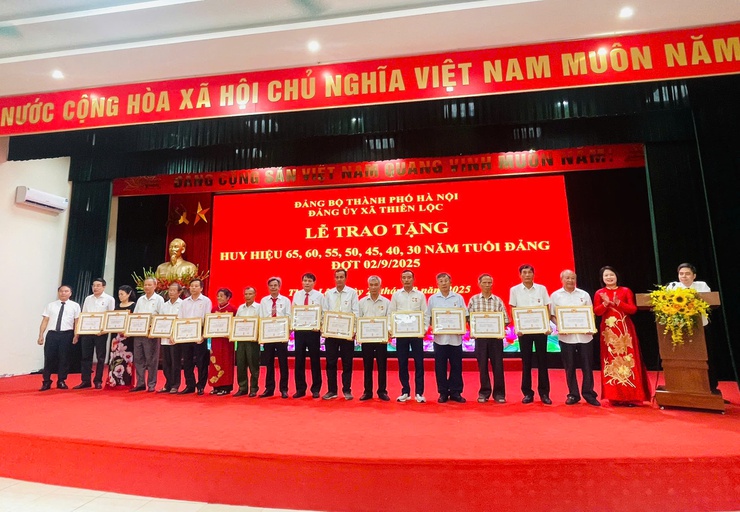 NƯỚC CỘNG HÒA XÃ HỘI CHỦ NGHĨA VIỆT NAM MUÔN NĂM
ĐẢNG CỘNG SẢN VIỆT NAM QUANG VINH MUÔN NĂM!
ĐẢNG BỘ THÀNH PHỐ HÀ NỘI
ĐẢNG ỦY XÃ THIÊN LỘC
LỄ TRAO TẶNG
HUY HIỆU 65, 60, 55, 50, 45, 40, 30 NĂM TUỔI ĐẢNG
ĐỢT 02/9/2025
2025